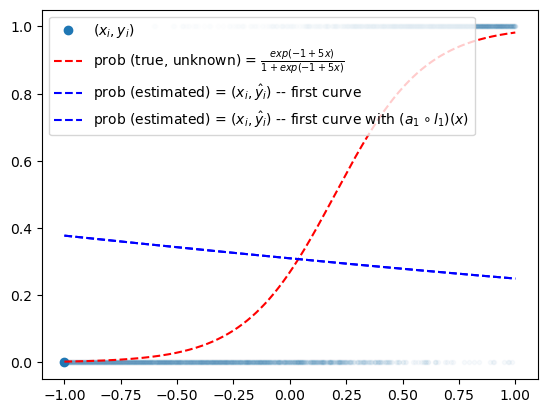 (x_i, y_i)
prob (true, unknown) = \frac{exp(−1 + 5x)}{1 + exp(−1 + 5x)}
prob (estimated) = (x_i, ŷ_i) -- first curve
prob (estimated) = (x_i, ŷ_i) -- first curve with (a_1 ∘ l_1)(x)
1.0
0.8
0.6
0.4
0.2
0.0
−1.00 −0.75 −0.50 −0.25 0.00 0.25 0.50 0.75 1.00